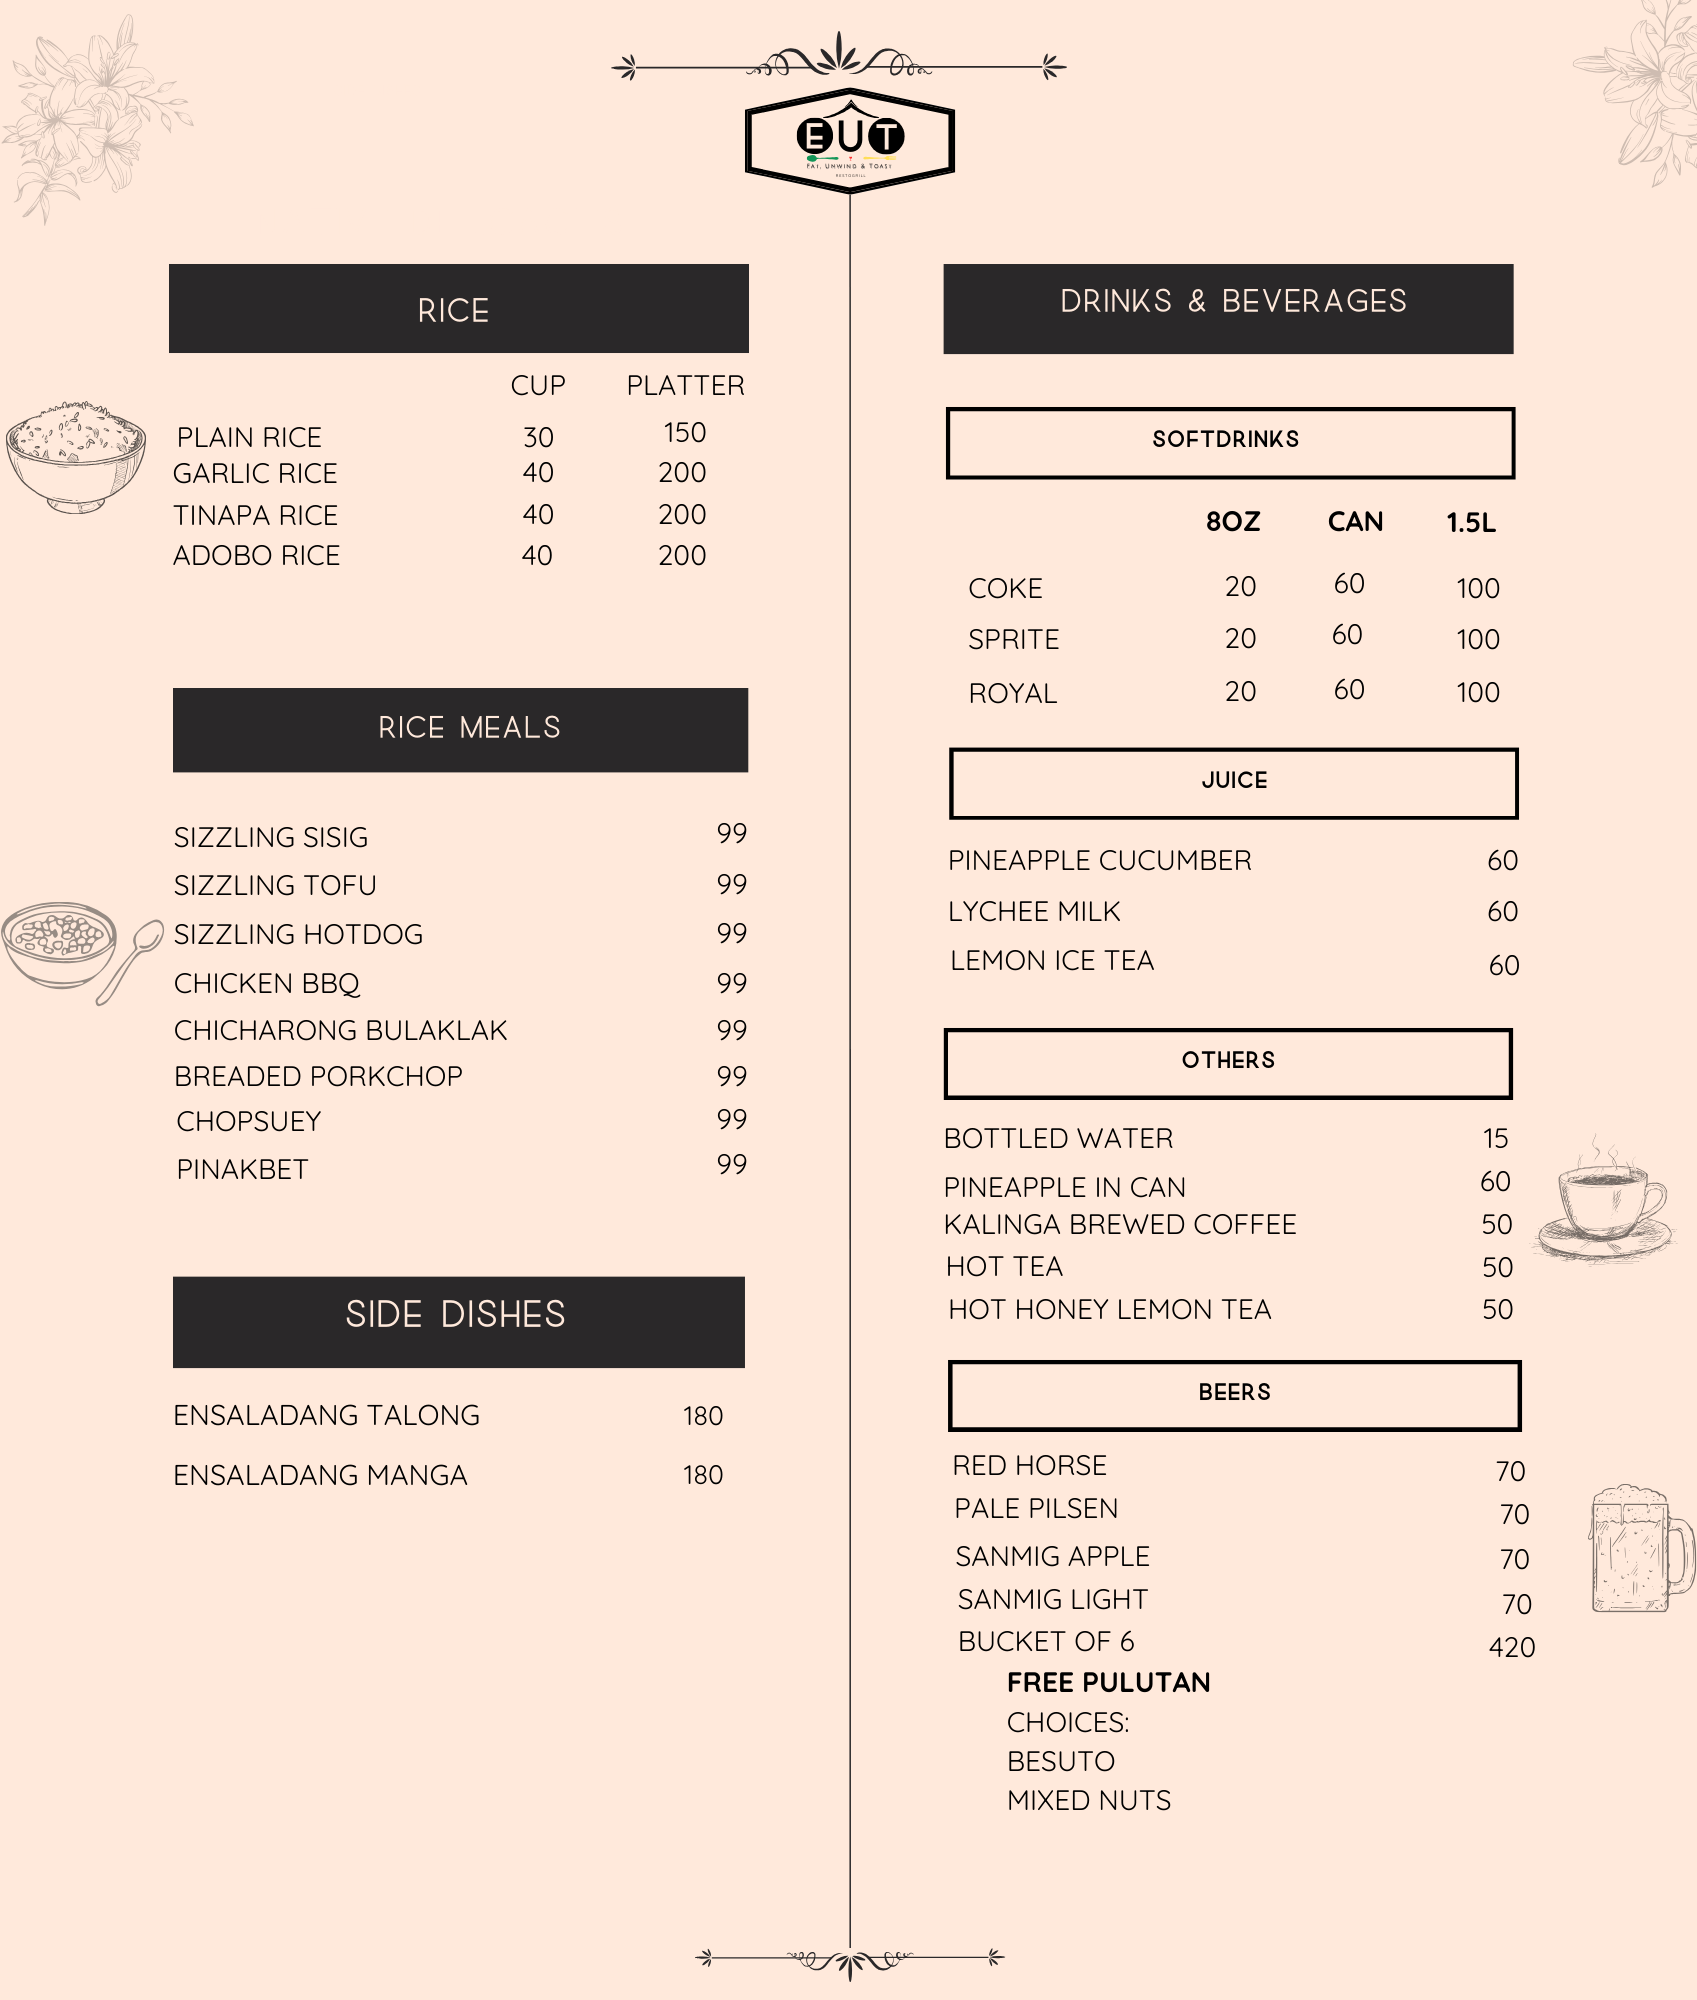 EUT
EAT, UNWIND & TOAST
RESTOGRILL
RICE
CUP PLATTER
PLAIN RICE 30 150
GARLIC RICE 40 200
TINAPA RICE 40 200
ADOBO RICE 40 200
RICE MEALS
SIZZLING SISIG 99
SIZZLING TOFU 99
SIZZLING HOTDOG 99
CHICKEN BBQ 99
CHICHARONG BULAKLAK 99
BREADED PORKCHOP 99
CHOPSUEY 99
PINAKBET 99
SIDE DISHES
ENSALADANG TALONG 180
ENSALADANG MANGA 180
DRINKS & BEVERAGES
SOFTDRINKS
8OZ CAN 1.5L
COKE 20 60 100
SPRITE 20 60 100
ROYAL 20 60 100
JUICE
PINEAPPLE CUCUMBER 60
LYCHEE MILK 60
LEMON ICE TEA 60
OTHERS
BOTTLED WATER 15
PINEAPPLE IN CAN 60
KALINGA BREWED COFFEE 50
HOT TEA 50
HOT HONEY LEMON TEA 50
BEERS
RED HORSE 70
PALE PILSEN 70
SANMIG APPLE 70
SANMIG LIGHT 70
BUCKET OF 6 420
FREE PULUTAN
CHOICES:
BESUTO
MIXED NUTS